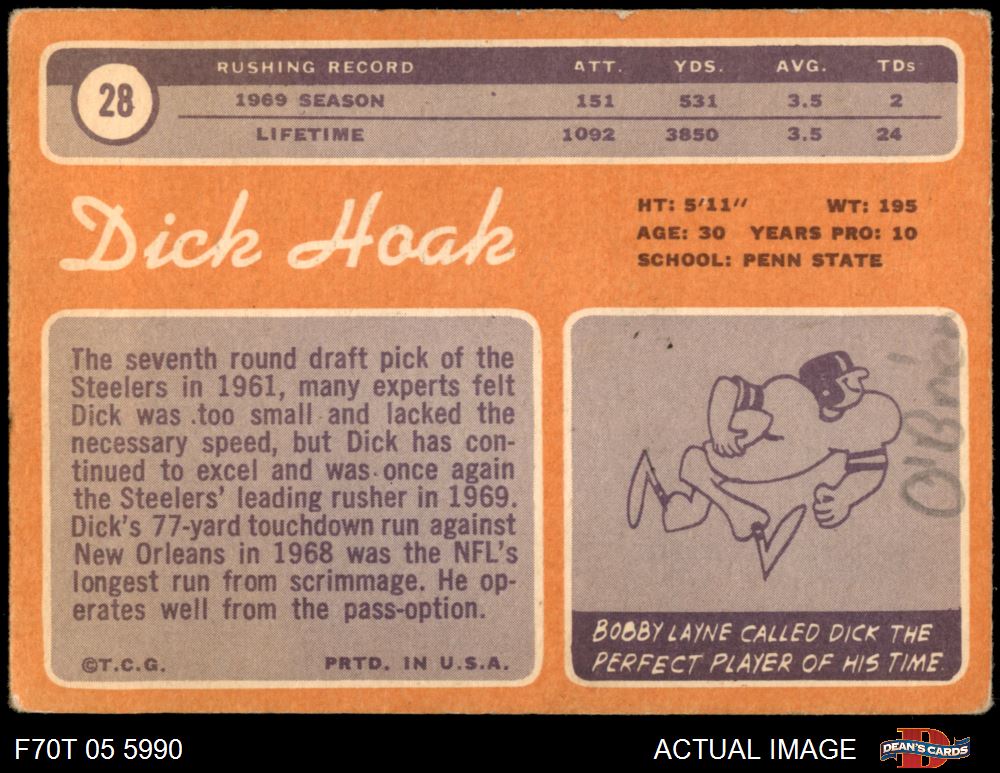 28
RUSHING RECORD ATT. YDS. AVG. TDs
1969 SEASON 151 531 3.5 2
LIFETIME 1092 3850 3.5 24
Dick Hoak
HT: 5'11" WT: 195
AGE: 30 YEARS PRO: 10
SCHOOL: PENN STATE
The seventh round draft pick of the
Steelers in 1961, many experts felt
Dick was too small and lacked the
necessary speed, but Dick has con-
tinued to excel and was once again
the Steelers' leading rusher in 1969.
Dick's 77-yard touchdown run against
New Orleans in 1968 was the NFL's
longest run from scrimmage. He op-
erates well from the pass-option.
©T.C.G. PRTD. IN U.S.A.
BOBBY LAYNE CALLED DICK THE
PERFECT PLAYER OF HIS TIME.
F70T 05 5990 ACTUAL IMAGE DEAN'S CARDS